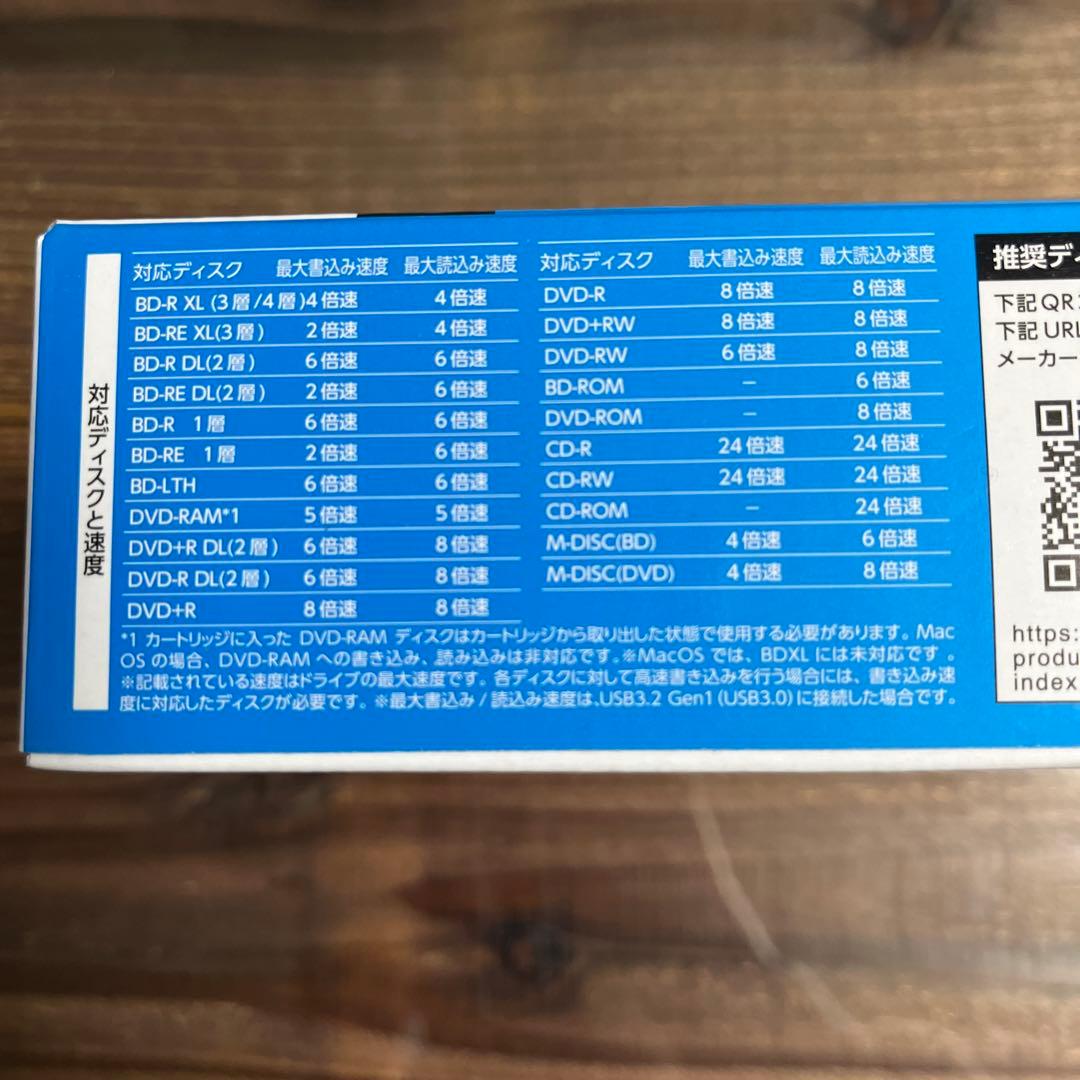 対応ディスクと速度
対応ディスク 最大書込み速度 最大読込み速度
BD-R XL (3層/4層) 4倍速 4倍速
BD-RE XL(3層) 2倍速 4倍速
BD-R DL(2層) 6倍速 6倍速
BD-RE DL(2層) 2倍速 6倍速
BD-R 1層 6倍速 6倍速
BD-RE 1層 2倍速 6倍速
BD-LTH 6倍速 6倍速
DVD-RAM*1 5倍速 5倍速
DVD+R DL(2層) 6倍速 8倍速
DVD-R DL(2層) 6倍速 8倍速
DVD+R 8倍速 8倍速
対応ディスク 最大書込み速度 最大読込み速度
DVD-R 8倍速 8倍速
DVD+RW 8倍速 8倍速
DVD-RW 6倍速 8倍速
BD-ROM − 6倍速
DVD-ROM − 8倍速
CD-R 24倍速 24倍速
CD-RW 24倍速 24倍速
CD-ROM − 24倍速
M-DISC(BD) 4倍速 6倍速
M-DISC(DVD) 4倍速 8倍速
*1 カートリッジに入った DVD-RAM ディスクはカートリッジから取り出した状態で使用する必要があります。Mac
OS の場合、DVD-RAM への書き込み、読み込みは非対応です。※MacOS では、BDXL には未対応です。
※記載されている速度はドライブの最大速度です。各ディスクに対して高速書き込みを行う場合には、書き込み速
度に対応したディスクが必要です。※最大書込み/読込み速度は、USB3.2 Gen1(USB3.0)に接続した場合です。
推奨ディ
下記QR
下記URL
メーカー
https:
produ
index